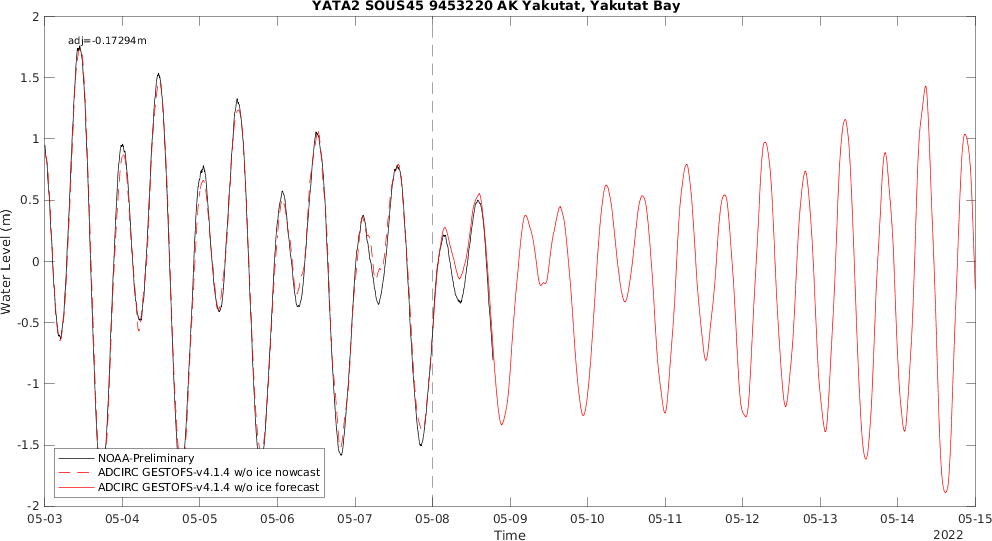 YATA2 SOUS45 9453220 AK Yakutat, Yakutat Bay
adj=-0.17294m
2
1.5
1
0.5
0
-0.5
-1
-1.5
-2
Water Level (m)
NOAA-Preliminary
ADCIRC GESTOFS-v4.1.4 w/o ice nowcast
ADCIRC GESTOFS-v4.1.4 w/o ice forecast
05-03 05-04 05-05 05-06 05-07 05-08 05-09 05-10 05-11 05-12 05-13 05-14 05-15
Time
2022